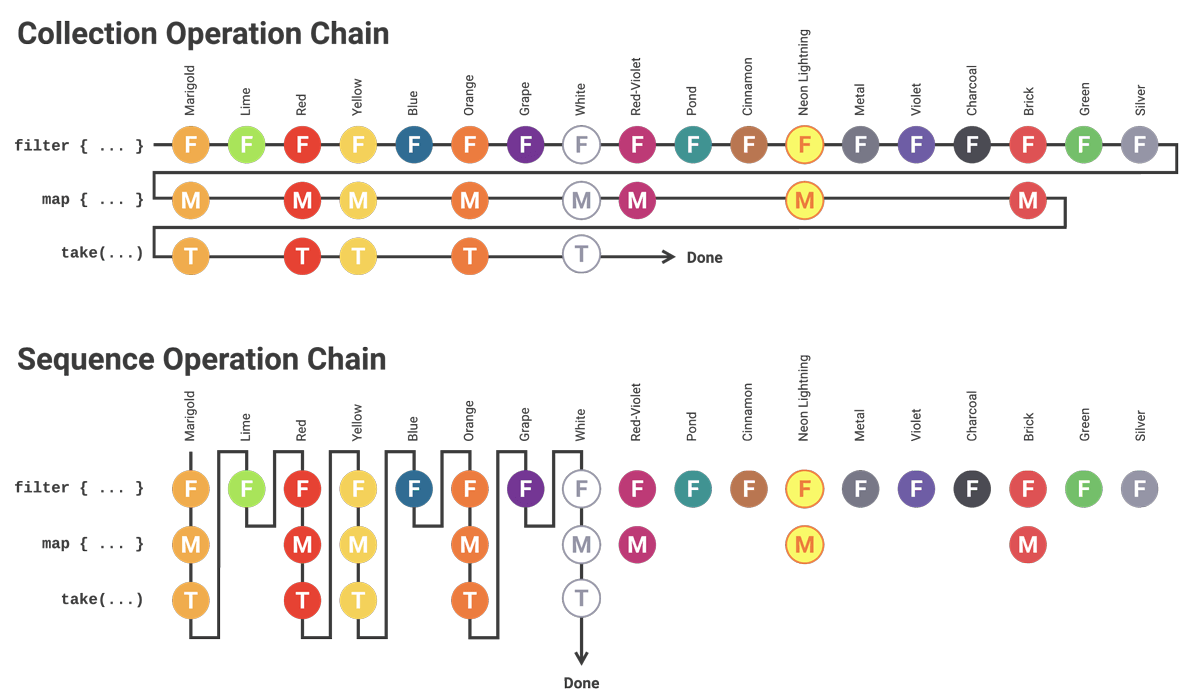 Collection Operation Chain
Marigold Lime Red Yellow Blue Orange Grape White Red-Violet Pond Cinnamon Neon Lightning Metal Violet Charcoal Brick Green Silver
filter { ... } F F F F F F F F F F F F F F F F F F
map { ... } M M M M M M M M
take(...) T T T T T Done
Sequence Operation Chain
Marigold Lime Red Yellow Blue Orange Grape White Red-Violet Pond Cinnamon Neon Lightning Metal Violet Charcoal Brick Green Silver
filter { ... } F F F F F F F F F F F F F F F F F F
map { ... } M M M M M M M M
take(...) T T T T T
Done